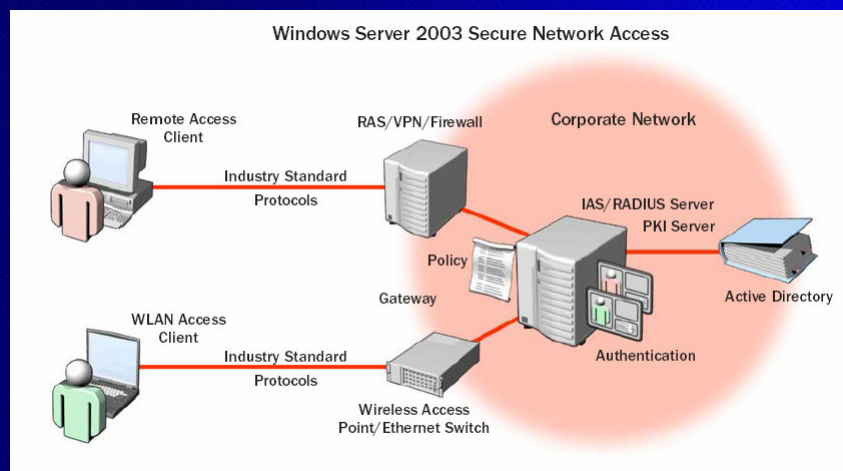 Windows Server 2003 Secure Network Access
Remote Access
Client
RAS/VPN/Firewall
Corporate Network
Industry Standard
Protocols
IAS/RADIUS Server
PKI Server
Policy
Gateway
Active Directory
WLAN Access
Client
Industry Standard
Protocols
Authentication
Wireless Access
Point/Ethernet Switch